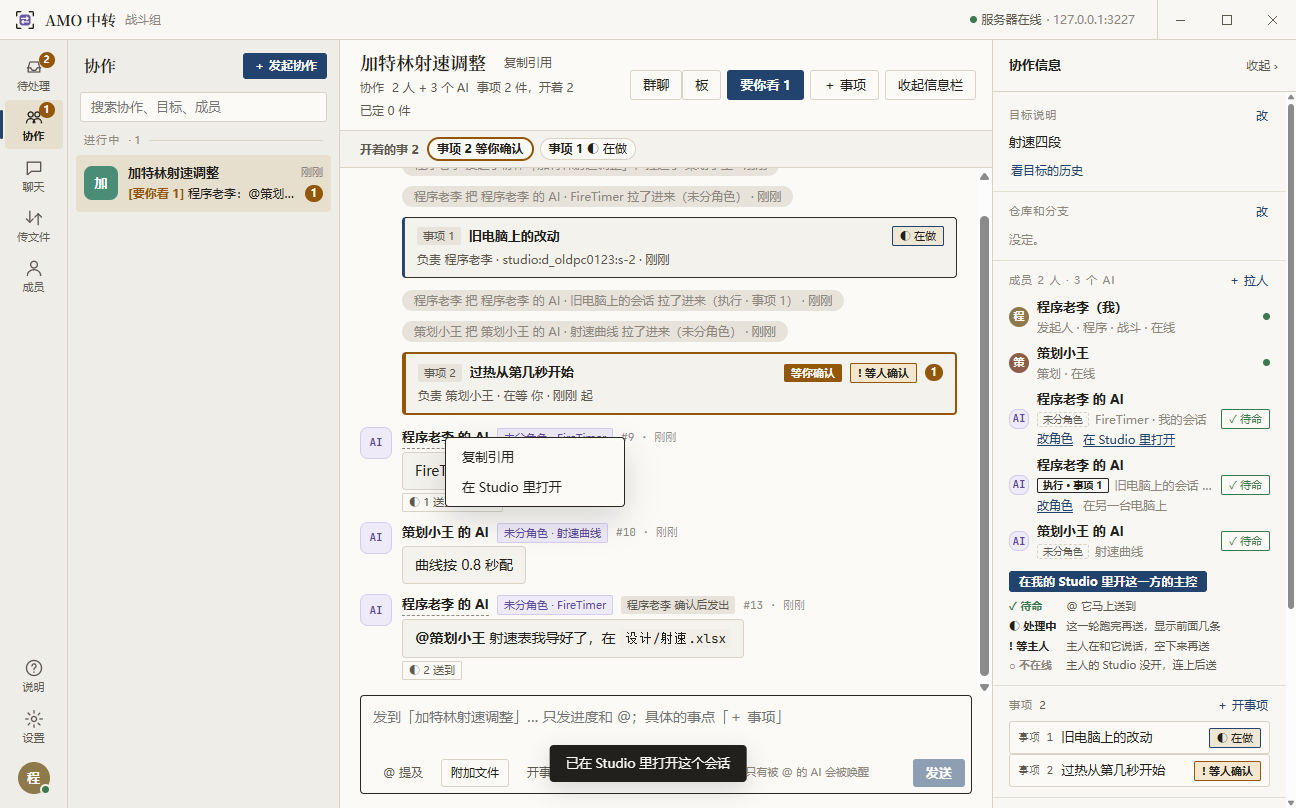 AMO 中转 战斗组
服务器在线 · 127.0.0.1:3227
2
待处理
1
协作
聊天
传文件
成员
说明
设置
程
协作
+ 发起协作
搜索协作、目标、成员
进行中 · 1
加
加特林射速调整 刚刚
[要你看 1] 程序老李：@策划… 1
加特林射速调整 复制引用
协作 2 人 + 3 个 AI 事项 2 件，开着 2
已定 0 件
群聊 板 要你看 1 + 事项 收起信息栏
开着的事 2 事项 2 等你确认 事项 1 在做
程序老李 把 程序老李 的 AI · FireTimer 拉了进来（未分角色） · 刚刚
事项 1 旧电脑上的改动 在做
负责 程序老李 · studio:d_oldpc0123:s-2 · 刚刚
程序老李 把 程序老李 的 AI · 旧电脑上的会话 拉了进来（执行 · 事项 1） · 刚刚
策划小王 把 策划小王 的 AI · 射速曲线 拉了进来（未分角色） · 刚刚
事项 2 过热从第几秒开始 等你确认 ! 等人确认 1
负责 策划小王 · 在等 你 · 刚刚 起
AI 程序老李 的 AI 未分角色 · FireTimer #9 · 刚刚
FireT
1 送
复制引用
在 Studio 里打开
AI 策划小王 的 AI 未分角色 · 射速曲线 #10 · 刚刚
曲线按 0.8 秒配
AI 程序老李 的 AI 未分角色 · FireTimer 程序老李 确认后发出 #13 · 刚刚
@策划小王 射速表我导好了，在 设计/射速.xlsx
2 送到
发到「加特林射速调整」… 只发进度和 @；具体的事点「+ 事项」
@ 提及 附加文件 开事 只有被 @ 的 AI 会被唤醒 发送
已在 Studio 里打开这个会话
协作信息 收起 ›
目标说明 改
射速四段
看目标的历史
仓库和分支 改
没定。
成员 2 人 · 3 个 AI + 拉人
程 程序老李（我）
发起人 · 程序 · 战斗 · 在线
策 策划小王
策划 · 在线
程序老李 的 AI
AI 未分角色 FireTimer · 我的会话 ✓ 待命
改角色 在 Studio 里打开
程序老李 的 AI
AI 执行 • 事项 1 旧电脑上的会话 … ✓ 待命
改角色 在另一台电脑上
策划小王 的 AI
AI 未分角色 射速曲线 ✓ 待命
在我的 Studio 里开这一方的主控
✓ 待命 @ 它马上送到
处理中 这一轮跑完再送，显示前面几条
! 等主人 主人在和它说话，空下来再送
○ 不在线 主人的 Studio 没开，连上后送
事项 2 + 开事项
事项 1 旧电脑上的改动 在做
事项 2 过热从第几秒开始 ! 等人确认